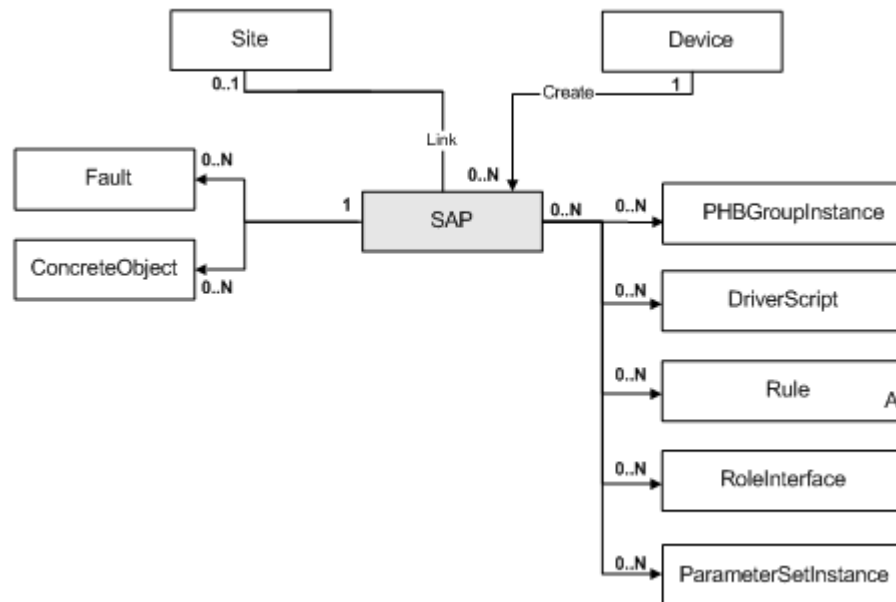 Site
Device
0..1
1
Create
Link
0..N
Fault
0..N
1
SAP
0..N
0..N
PHBGroupInstance
ConcreteObject
0..N
0..N
DriverScript
0..N
Rule
A
0..N
RoleInterface
0..N
ParameterSetInstance